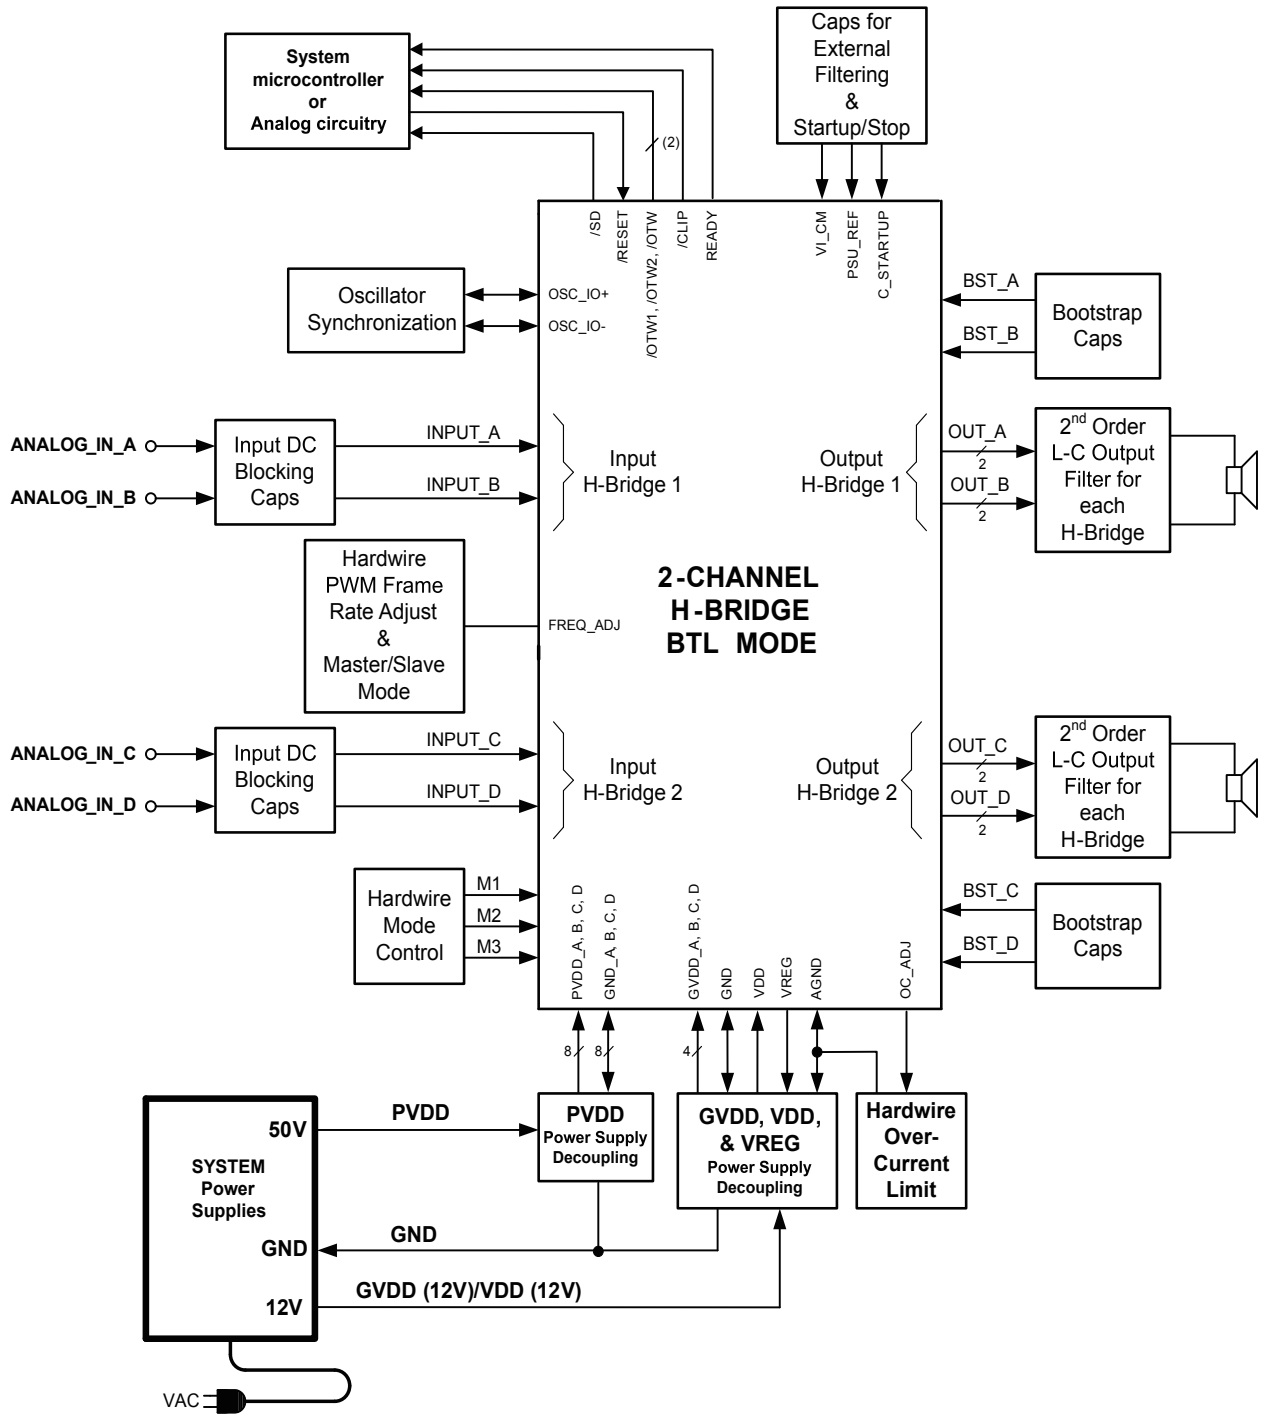 System
microcontroller
or
Analog circuitry
(2)
Caps for
External
Filtering
&
Startup/Stop
/SD
/RESET
/OTW1, /OTW2, /OTW
/CLIP
READY
VI_CM
PSU_REF
C_STARTUP
Oscillator
Synchronization
OSC_IO+
OSC_IO-
BST_A
BST_B
Bootstrap
Caps
ANALOG_IN_A
ANALOG_IN_B
Input DC
Blocking
Caps
INPUT_A
INPUT_B
Input
H-Bridge 1
Output
H-Bridge 1
OUT_A
2
OUT_B
2
2nd Order
L-C Output
Filter for
each
H-Bridge
Hardwire
PWM Frame
Rate Adjust
&
Master/Slave
Mode
FREQ_ADJ
2-CHANNEL
H-BRIDGE
BTL MODE
ANALOG_IN_C
ANALOG_IN_D
Input DC
Blocking
Caps
INPUT_C
INPUT_D
Input
H-Bridge 2
Output
H-Bridge 2
OUT_C
2
OUT_D
2
2nd Order
L-C Output
Filter for
each
H-Bridge
Hardwire
Mode
Control
M1
M2
M3
PVDD_A, B, C, D
GND_A, B, C, D
GVDD_A, B, C, D
GND
VDD
VREG
AGND
OC_ADJ
BST_C
BST_D
Bootstrap
Caps
8
8
4
PVDD
Power Supply
Decoupling
GVDD, VDD,
& VREG
Power Supply
Decoupling
Hardwire
Over-
Current
Limit
50V
SYSTEM
Power
Supplies
GND
12V
PVDD
GND
GVDD (12V)/VDD (12V)
VAC